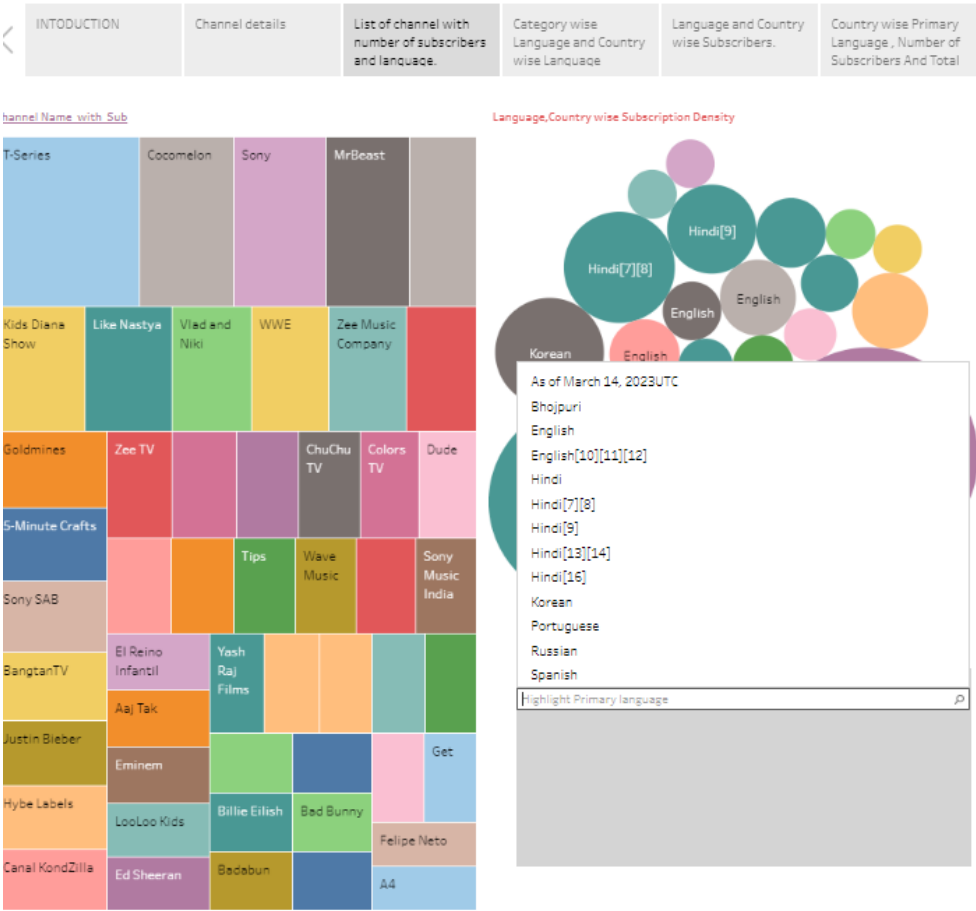 INTODUCTION
Channel details
List of channel with
number of subscribers
and language.
Category wise
Language and Country
wise Language
Language and Country
wise Subscribers.
Country wise Primary
Language , Number of
Subscribers And Total
hannel Name with Sub
Language,Country wise Subscription Density
T-Series
Cocomelon
Sony
MrBeast
Kids Diana
Show
Like Nastya
Vlad and
Niki
WWE
Zee Music
Company
Goldmines
Zee TV
ChuChu
TV
Colors
TV
Dude
5-Minute Crafts
Tips
Wave
Music
Sony
Music
India
Sony SAB
El Reino
Infantil
Yash
Raj
Films
BangtanTV
Aaj Tak
Justin Bieber
Eminem
Get
Hybe Labels
LooLoo Kids
Billie Eilish
Bad Bunny
Felipe Neto
Canal KondZilla
Ed Sheeran
Badabun
A4
Hindi[9]
Hindi[7][8]
English
English
Korean
English
As of March 14, 2023UTC
Bhojpuri
English
English[10][11][12]
Hindi
Hindi[7][8]
Hindi[9]
Hindi[13][14]
Hindi[16]
Korean
Portuguese
Russian
Spanish
Highlight Primary language